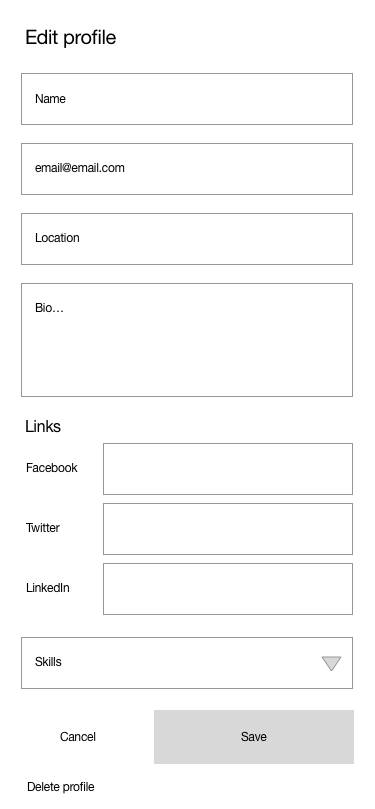 Edit profile
Name
email@email.com
Location
Bio...
Links
Facebook
Twitter
LinkedIn
Skills
Cancel
Save
Delete profile